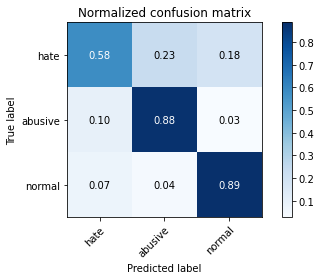 Normalized confusion matrix
hate 0.58 0.23 0.18
abusive 0.10 0.88 0.03
normal 0.07 0.04 0.89
hate abusive normal
True label
Predicted label
0.8
0.7
0.6
0.5
0.4
0.3
0.2
0.1